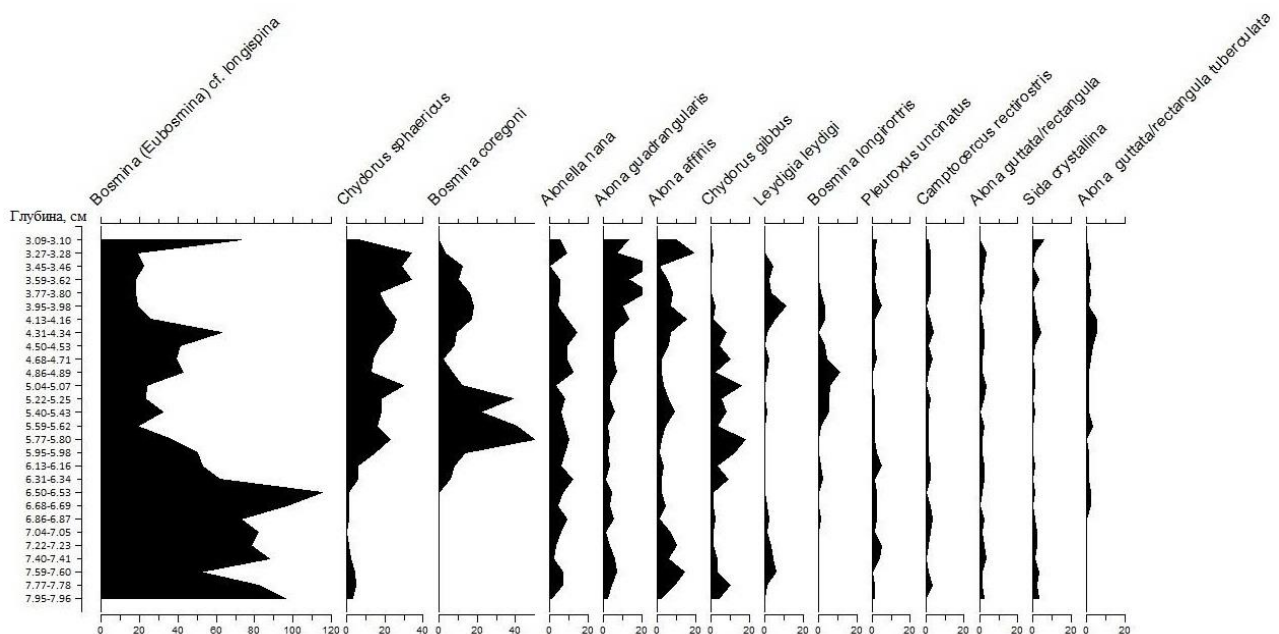 Bosmina (Eubosmina) cf. longispina
Chydorus sphaericus
Bosmina coregoni
Alonella nana
Alona quadrangularis
Alona affinis
Chydorus gibbus
Leydigia leydigi
Bosmina longirortris
Pleuroxus uncinatus
Camptocercus rectirostris
Alona guttata/rectangula
Sida crystallina
Alona guttata/rectangula tuberculata
Глубина, см
3.09-3.10
3.27-3.28
3.45-3.46
3.59-3.62
3.77-3.80
3.95-3.98
4.13-4.16
4.31-4.34
4.50-4.53
4.68-4.71
4.86-4.89
5.04-5.07
5.22-5.25
5.40-5.43
5.59-5.62
5.77-5.80
5.95-5.98
6.13-6.16
6.31-6.34
6.50-6.53
6.68-6.69
6.86-6.87
7.04-7.05
7.22-7.23
7.40-7.41
7.59-7.60
7.77-7.78
7.95-7.96
0 20 40 60 80 100 120 0 20 40 0 20 40 0 20 0 20 0 20 0 20 0 20 0 20 0 20 0 20 0 20 0 20 0 20